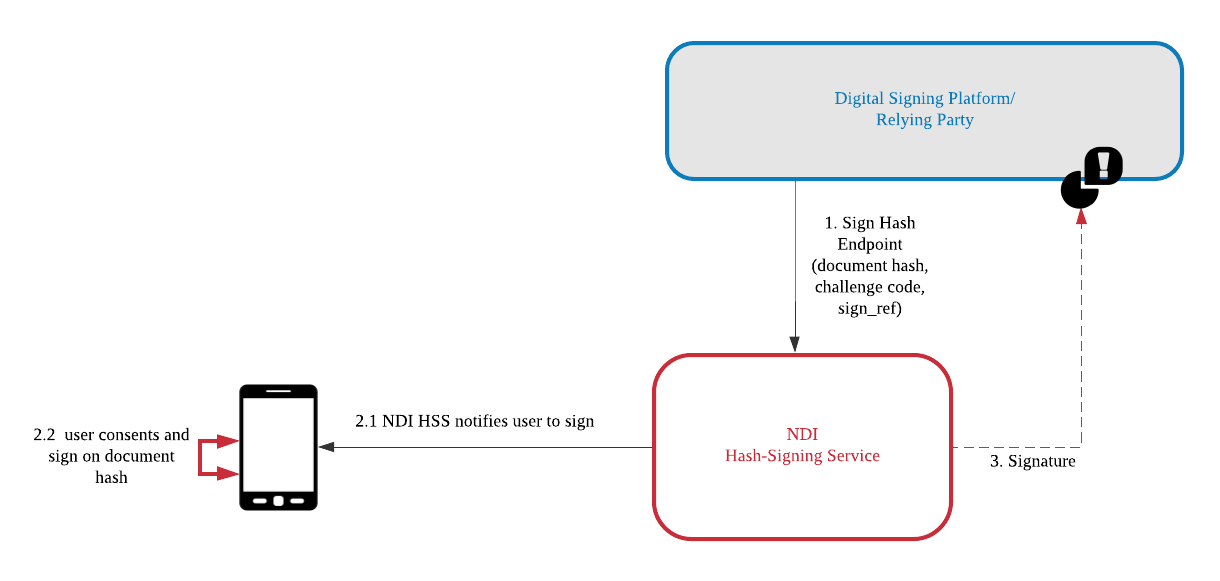 Digital Signing Platform/
Relying Party
1. Sign Hash
Endpoint
(document hash,
challenge code,
sign_ref)
2.1 NDI HSS notifies user to sign
2.2 user consents and
sign on document
hash
NDI
Hash-Signing Service
3. Signature